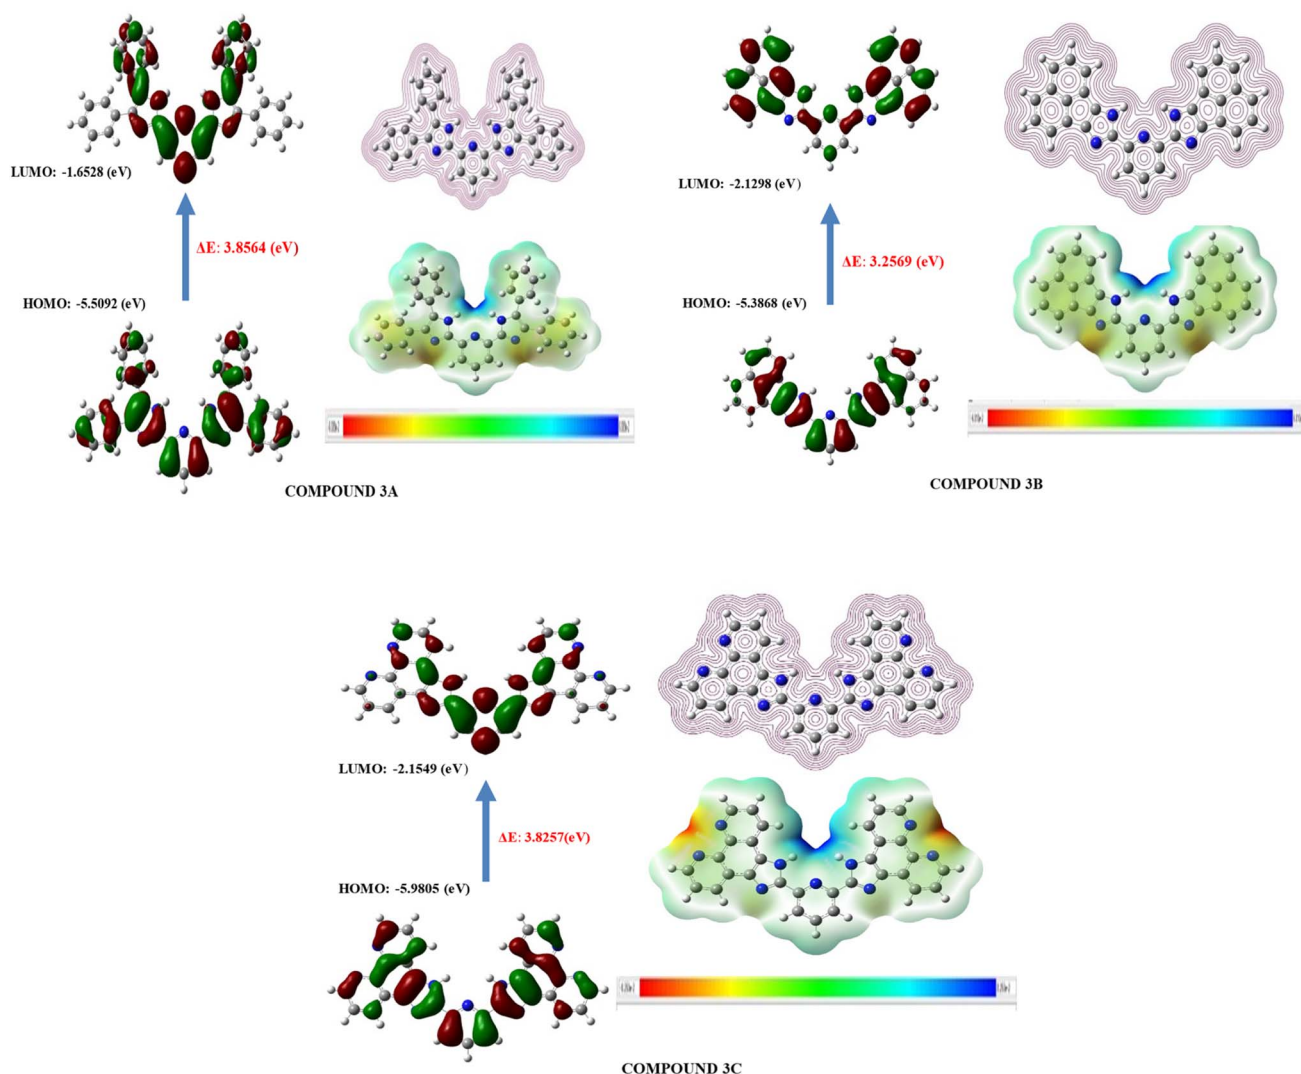 LUMO: -1.6528 (eV)
ΔE: 3.8564 (eV)
HOMO: -5.5092 (eV)
COMPOUND 3A
LUMO: -2.1298 (eV)
ΔE: 3.2569 (eV)
HOMO: -5.3868 (eV)
COMPOUND 3B
LUMO: -2.1549 (eV)
ΔE: 3.8257(eV)
HOMO: -5.9805 (eV)
COMPOUND 3C